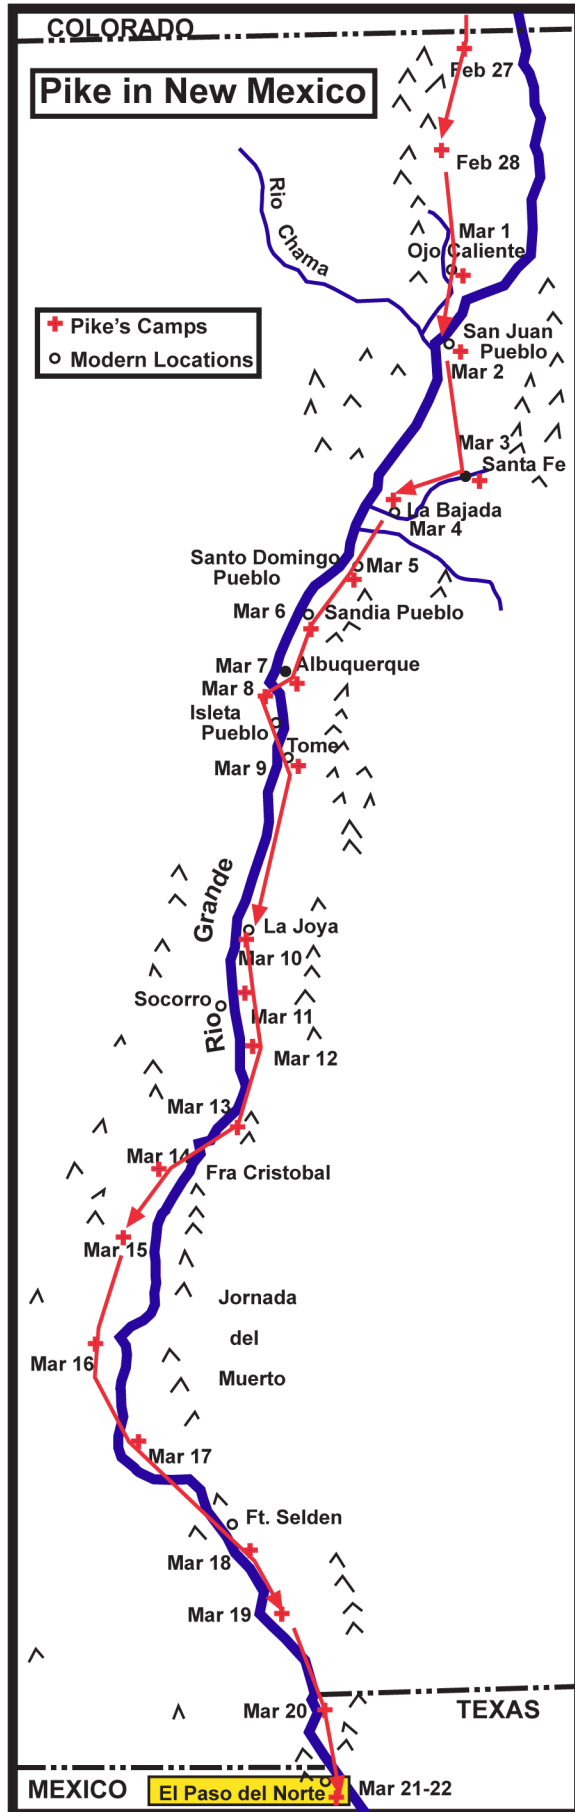 COLORADO
Pike in New Mexico
Feb 27
Feb 28
Rio
Chama
Mar 1
Ojo Caliente
Pike's Camps
Modern Locations
San Juan
Pueblo
Mar 2
Mar 3
Santa Fe
La Bajada
Mar 4
Santo Domingo
Pueblo
Mar 5
Mar 6
Sandia Pueblo
Mar 7
Albuquerque
Mar 8
Isleta
Pueblo
Tome
Mar 9
Rio Grande
La Joya
Mar 10
Socorro
Mar 11
Mar 12
Mar 13
Mar 14
Fra Cristobal
Mar 15
Jornada
del
Muerto
Mar 16
Mar 17
Ft. Selden
Mar 18
Mar 19
Mar 20
TEXAS
MEXICO
El Paso del Norte
Mar 21-22